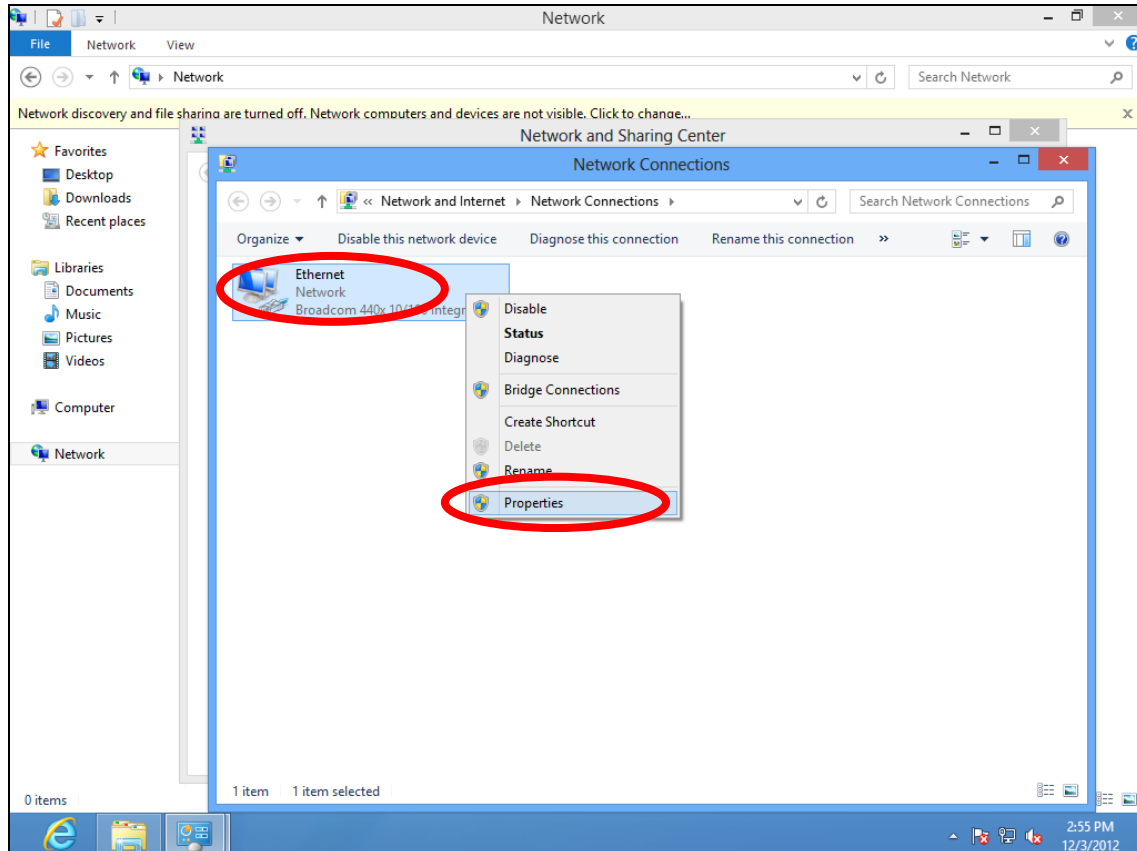 Network
File Network View
Network
Search Network
Network discovery and file sharing are turned off. Network computers and devices are not visible. Click to change...
Favorites
Desktop
Downloads
Recent places
Libraries
Documents
Music
Pictures
Videos
Computer
Network
0 items
Network and Sharing Center
Network Connections
« Network and Internet Network Connections
Search Network Connections
Organize Disable this network device Diagnose this connection Rename this connection »
Ethernet
Network
Broadcom 440x 10/100 Integr
Disable
Status
Diagnose
Bridge Connections
Create Shortcut
Delete
Rename
Properties
1 item 1 item selected
2:55 PM
12/3/2012